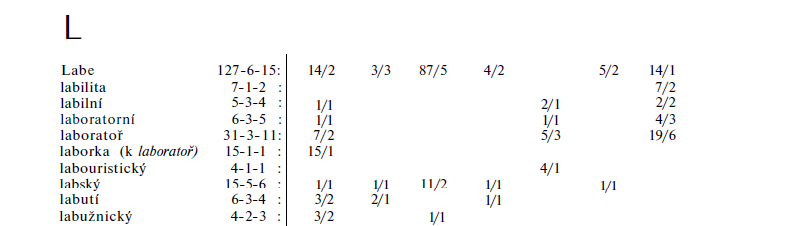 L
Labe 127-6-15: 14/2 3/3 87/5 4/2 5/2 14/1
labilita 7-1-2 : 7/2
labilní 5-3-4 : 1/1 2/1 2/2
laboratorní 6-3-5 : 1/1 1/1 4/3
laboratoř 31-3-11: 7/2 5/3 19/6
laborka (k laboratoř) 15-1-1 : 15/1
labouristický 4-1-1 : 4/1
labský 15-5-6 : 1/1 1/1 11/2 1/1 1/1
labutí 6-3-4 : 3/2 2/1 1/1
labužnický 4-2-3 : 3/2 1/1